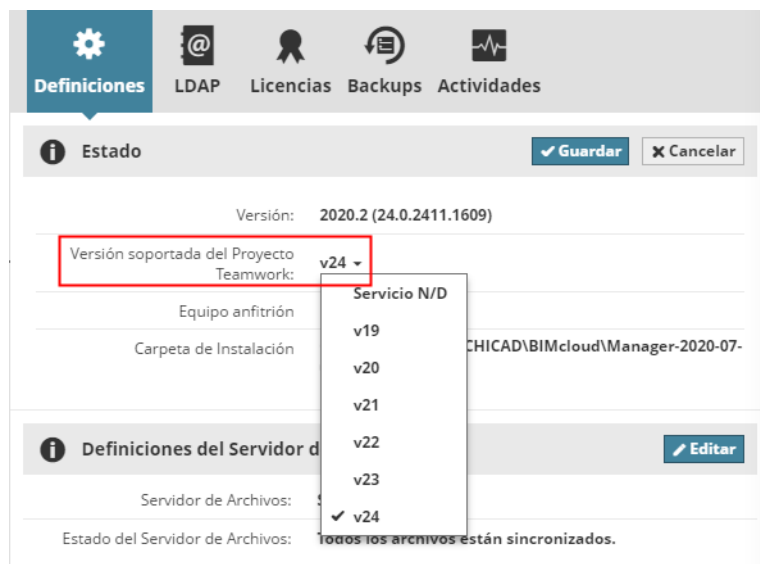 Definiciones LDAP Licencias Backups Actividades
Estado
Guardar
Cancelar
Versión: 2020.2 (24.0.2411.1609)
Versión soportada del Proyecto
Teamwork:
v24
Servicio N/D
Equipo anfitrión
v19
Carpeta de Instalación
CHICAD\BIMcloud\Manager-2020-07-
v20
v21
Definiciones del Servidor d
v22
Editar
v23
Servidor de Archivos:
v24
Estado del Servidor de Archivos: Todos los archivos están sincronizados.